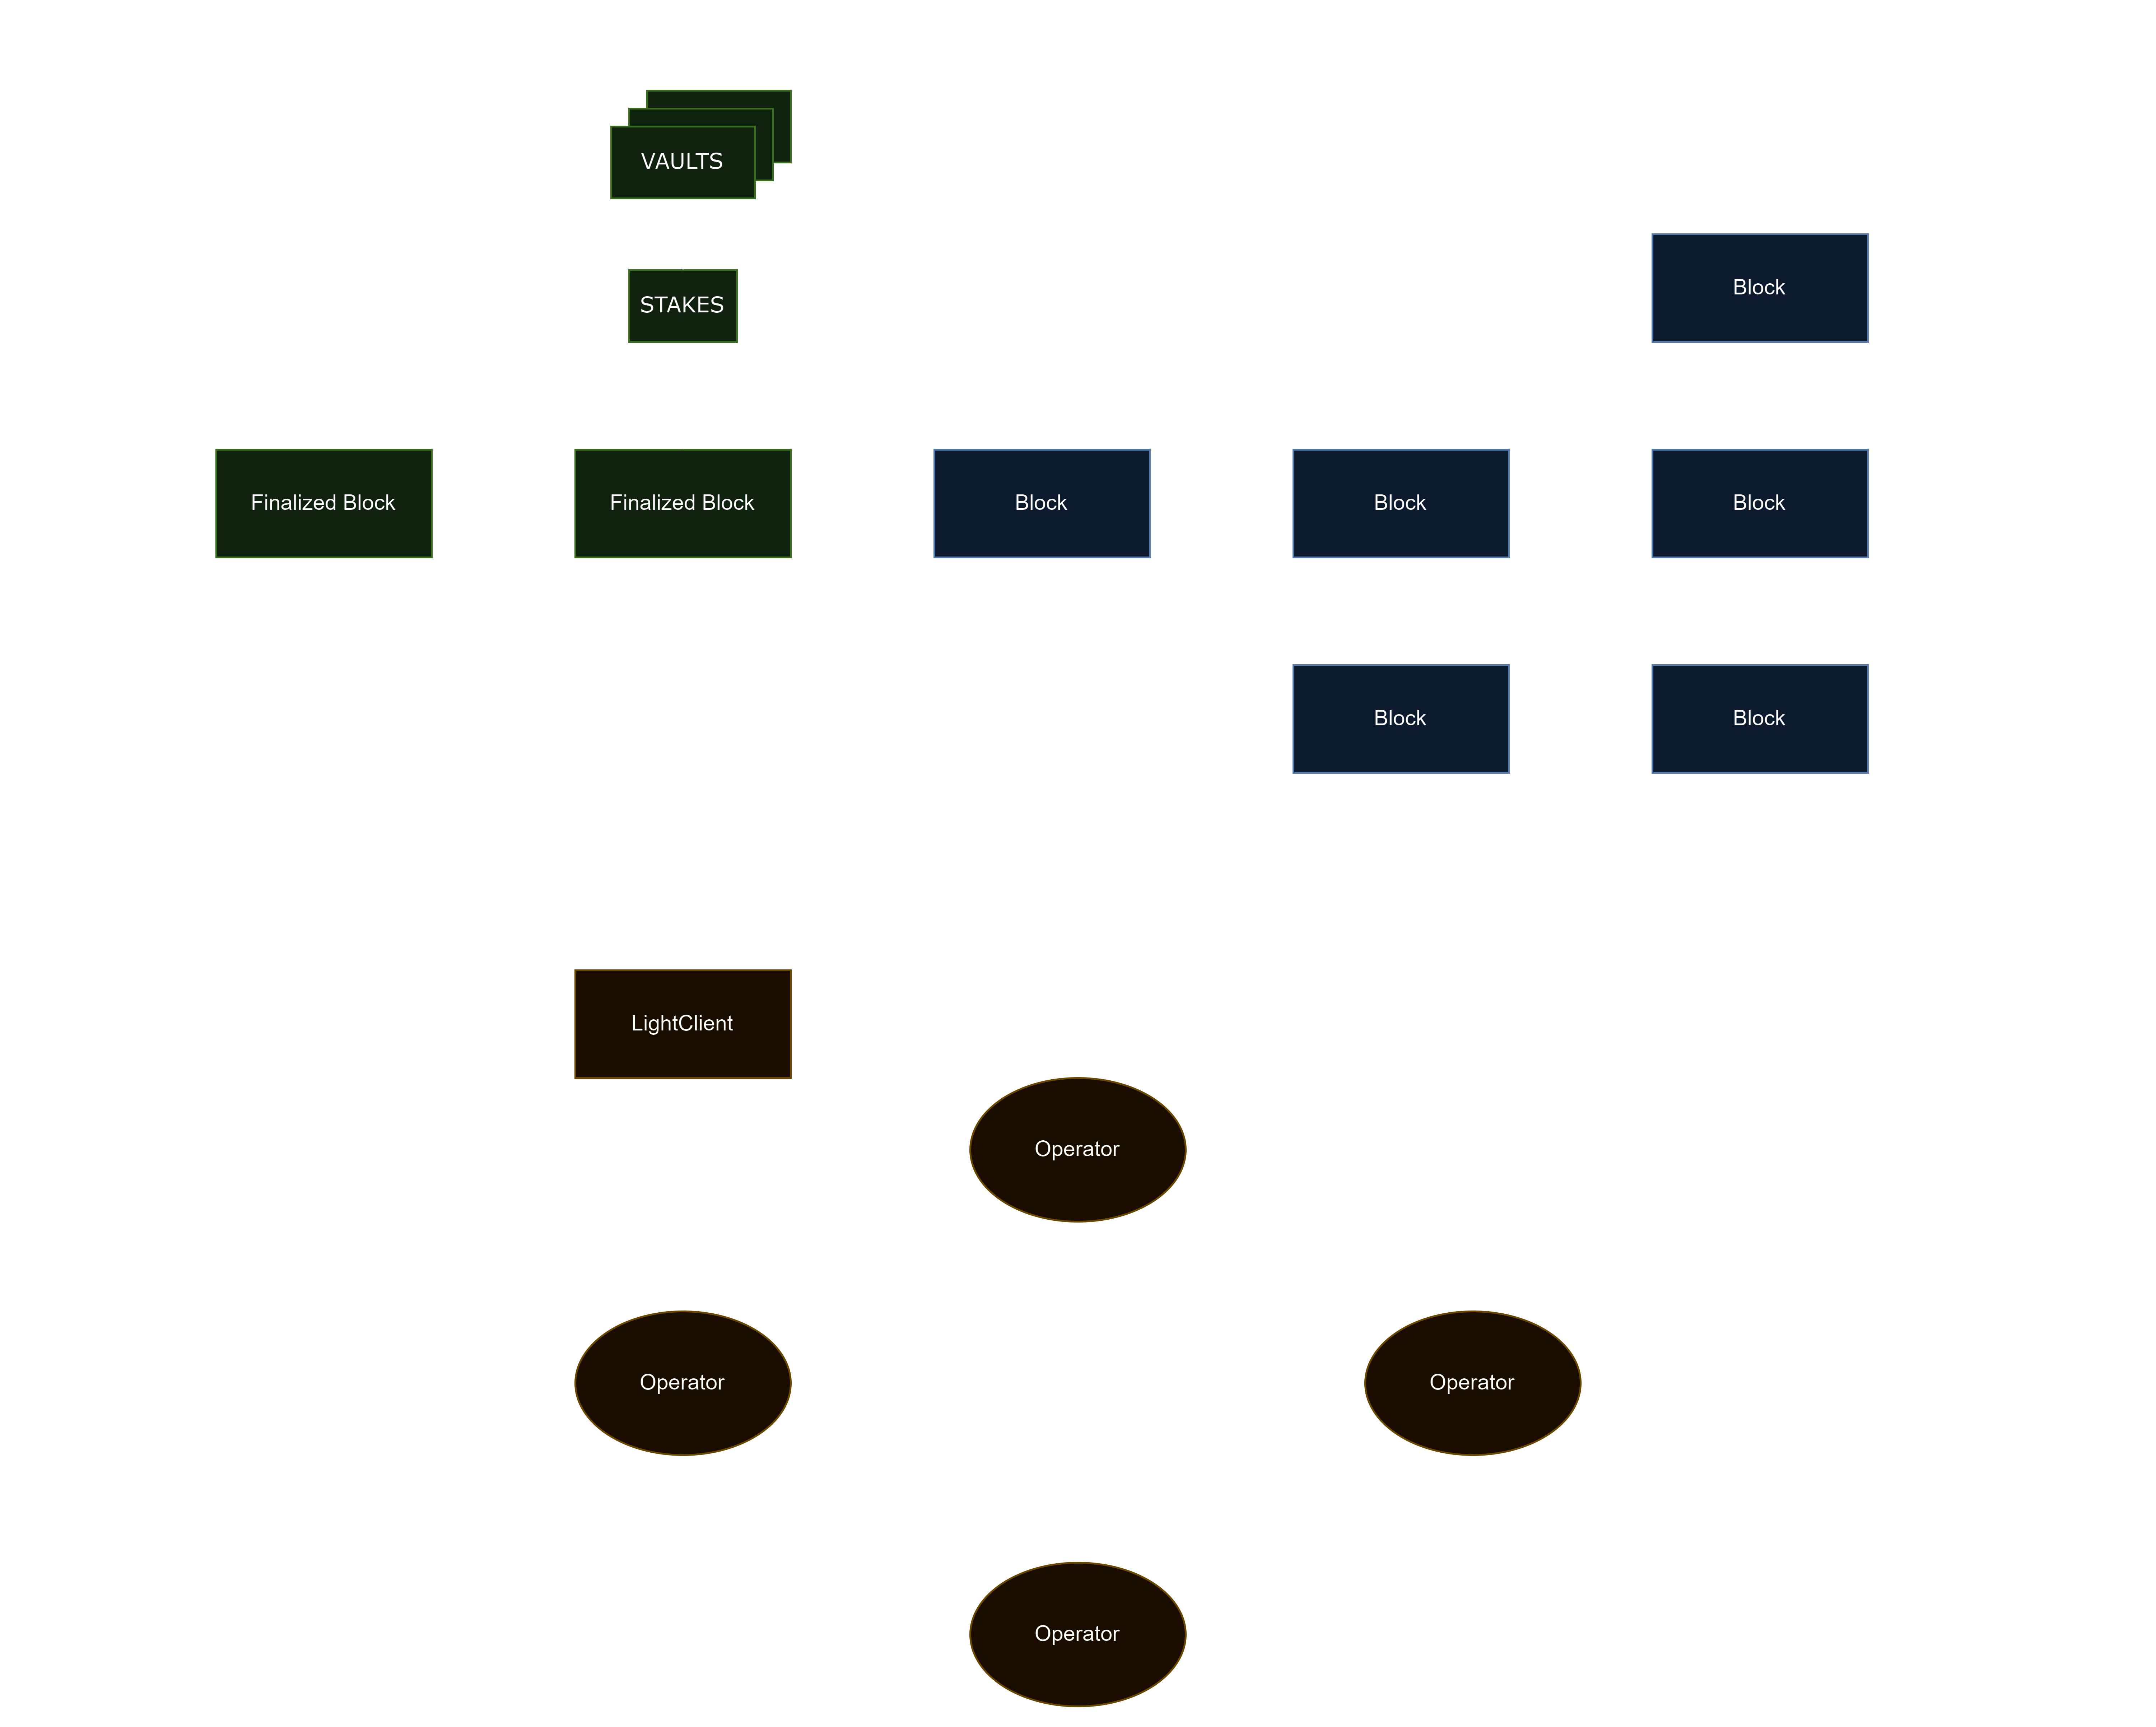 VAULTS
STAKES
Block
Finalized Block
Finalized Block
Block
Block
Block
Block
Block
LightClient
Operator
Operator
Operator
Operator